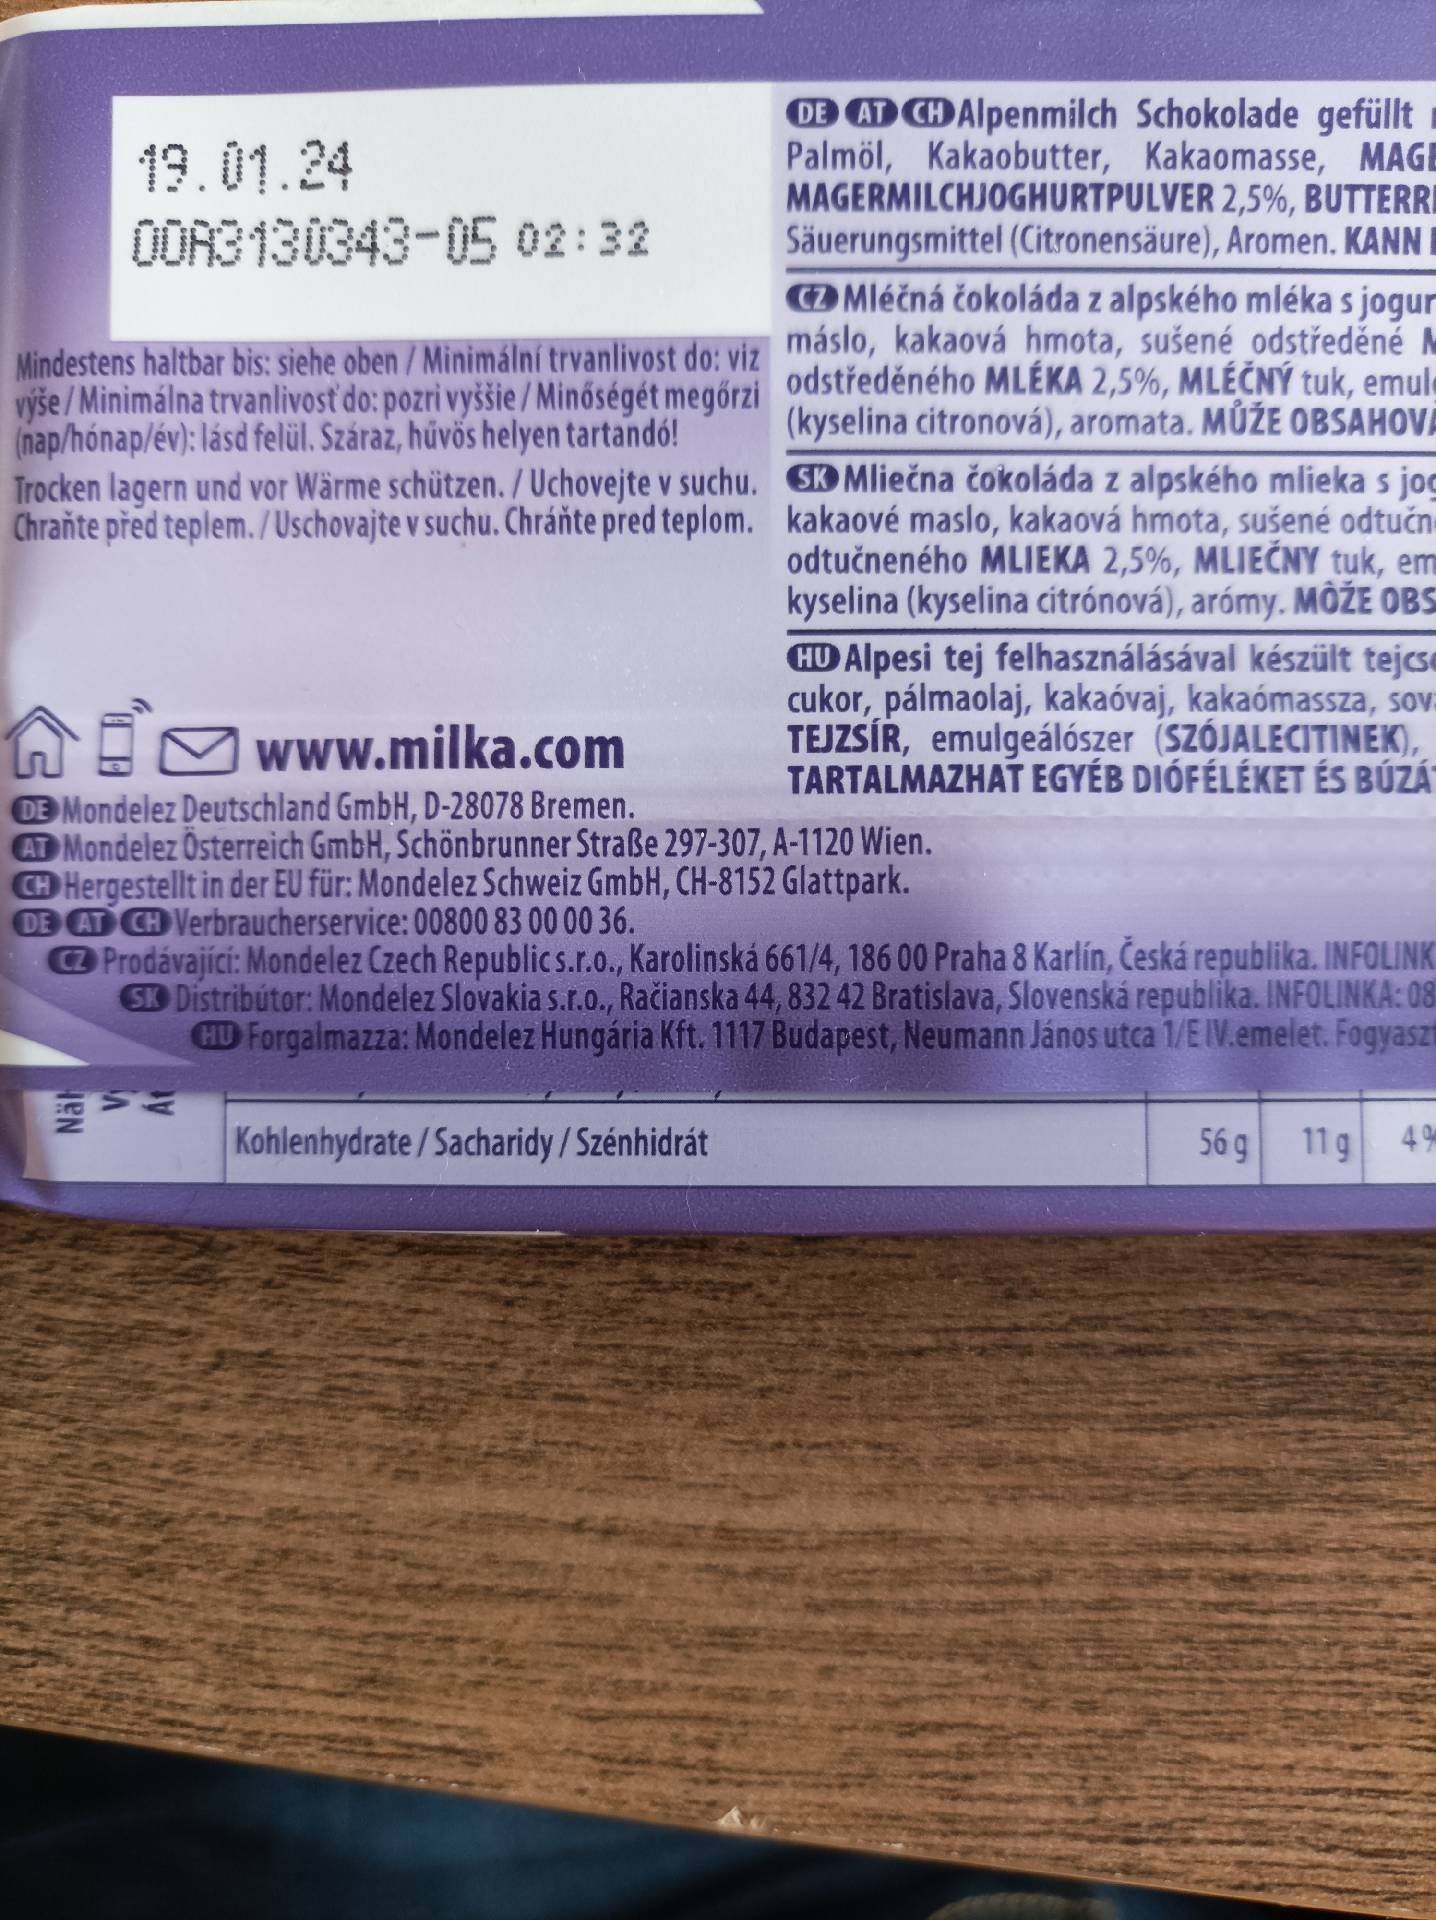 19.01.24
OOA3130343-05 02:32
Mindestens haltbar bis: siehe oben / Minimální trvanlivost do: viz
výše / Minimálna trvanlivosť do: pozri vyššie / Minőségét megőrzi
(nap/hónap/év): lásd felül. Száraz, hűvös helyen tartandó!
Trocken lagern und vor Wärme schützen. / Uchovejte v suchu.
Chraňte před teplem. / Uschovajte v suchu. Chráňte pred teplom.
www.milka.com
DE AT CH Alpenmilch Schokolade gefüllt
Palmöl, Kakaobutter, Kakaomasse,
MAGERMILCHJOGHURTPULVER 2,5%,
Säuerungsmittel (Citronensäure), Aromen. KANN
CZ Mléčná čokoláda z alpského mléka s
máslo, kakaová hmota, sušené odstředěné
odstředěného MLÉKA 2,5%, MLÉČNÝ tuk,
(kyselina citronová), aromata. MŮŽE
SK Mliečna čokoláda z alpského mlieka s
kakaové maslo, kakaová hmota, sušené
odtučneného MLIEKA 2,5%, MLIEČNY tuk,
kyselina (kyselina citrónová), arómy. MÔŽE
HU Alpesi tej felhasználásával készült
cukor, pálmaolaj, kakaóvaj, kakaómassza,
TEJZSÍR, emulgeálószer (SZÓJALECITINEK),
TARTALMAZHAT EGYÉB DIÓFÉLÉKET ÉS
DE Mondelez Deutschland GmbH, D-28078 Bremen.
AT Mondelez Österreich GmbH, Schönbrunner Straße 297-307, A-1120 Wien.
CH Hergestellt in der EU für: Mondelez Schweiz GmbH, CH-8152 Glattpark.
DE AT CH Verbraucherservice: 00800 83 00 00 36.
CZ Prodávající: Mondelez Czech Republic s.r.o., Karolinská 661/4, 186 00 Praha 8 Karlín, Česká republika.
SK Distribútor: Mondelez Slovakia s.r.o., Račianska 44, 832 42 Bratislava, Slovenská republika. INFOLINKA: 08
HU Forgalmazza: Mondelez Hungária Kft. 1117 Budapest, Neumann János utca 1/E IV.emelet.
Kohlenhydrate / Sacharidy / Szénhidrát 56 g 11 g 4%